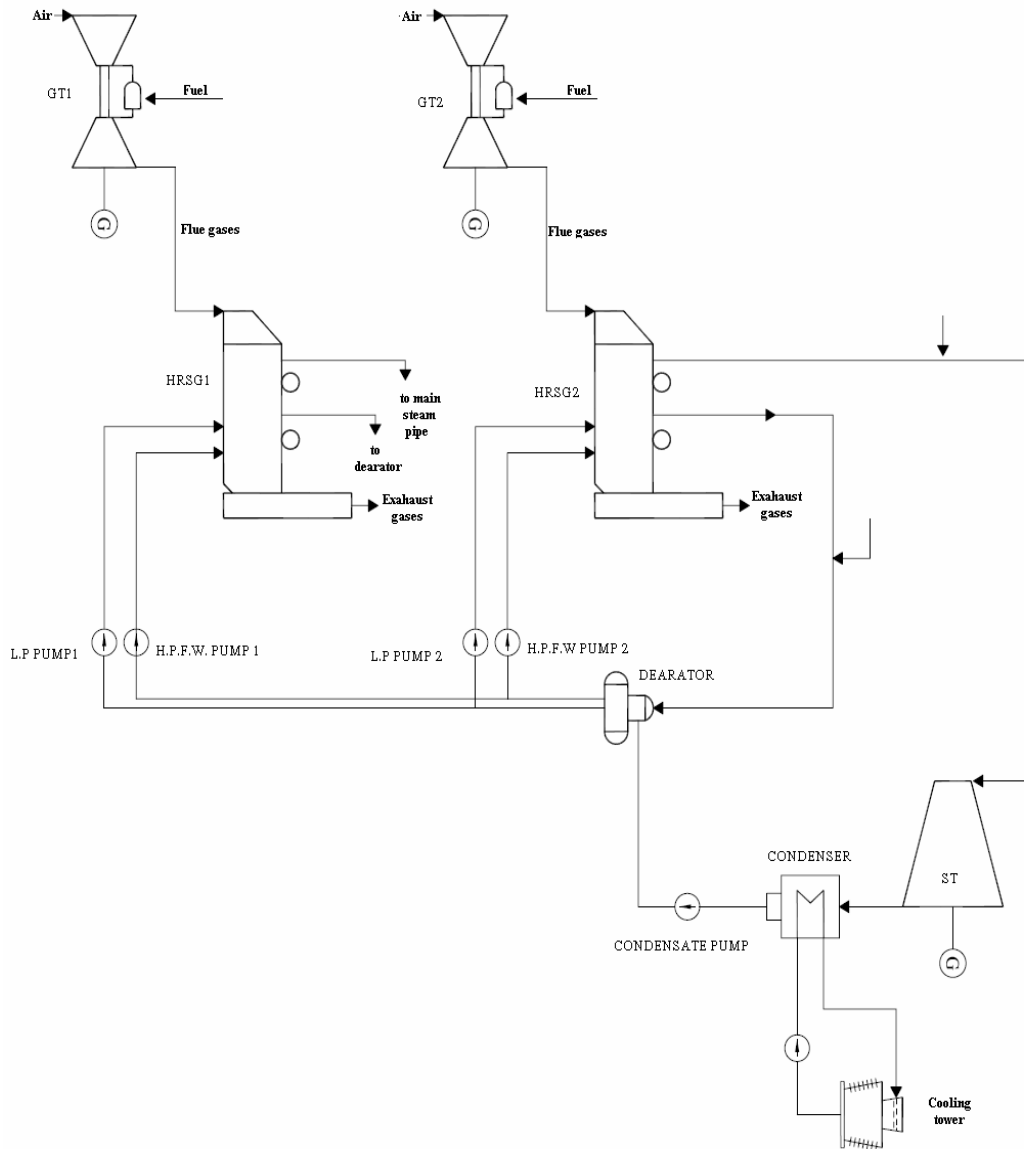 Air
Air
GT1
Fuel
GT2
Fuel
G
G
Flue gases
Flue gases
HRSG1
to main
steam
pipe
to
dearator
Exahaust
gases
HRSG2
Exahaust
gases
L.P PUMP1
H.P.F.W. PUMP 1
L.P PUMP 2
H.P.F.W PUMP 2
DEARATOR
CONDENSER
ST
CONDENSATE PUMP
G
Cooling
tower